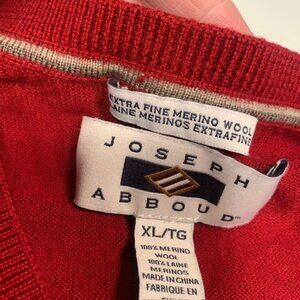 EXTRA FINE MERINO WOOL
LAINE MERINOS EXTRAFINE
JOSEPH
ABBOUD
XL/TG
100% MERINO
WOOL
100% LAINE
MERINOS
MADE IN CHINA
FABRIQUE EN